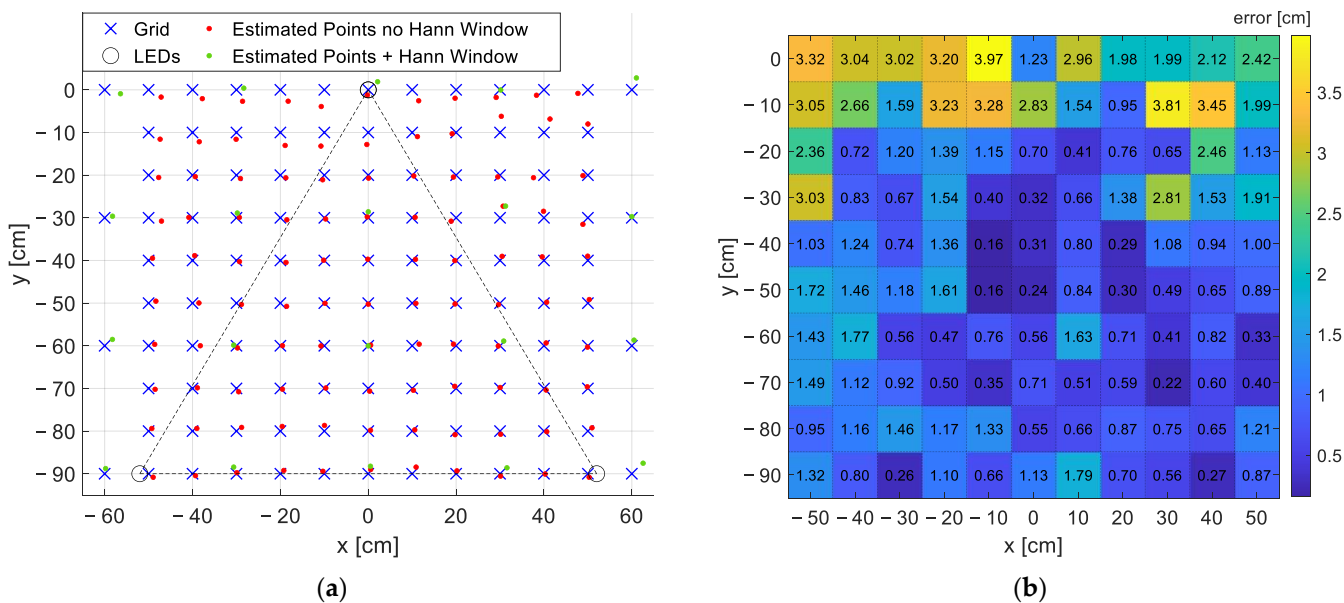 × Grid • Estimated Points no Hann Window
○ LEDs • Estimated Points + Hann Window
0
−10
−20
−30
−40
−50
−60
−70
−80
−90
y [cm]
−60 −40 −20 0 20 40 60
x [cm]
(a)
error [cm]
0 3.32 3.04 3.02 3.20 3.97 1.23 2.96 1.98 1.99 2.12 2.42
−10 3.05 2.66 1.59 3.23 3.28 2.83 1.54 0.95 3.81 3.45 1.99
−20 2.36 0.72 1.20 1.39 1.15 0.70 0.41 0.76 0.65 2.46 1.13
−30 3.03 0.83 0.67 1.54 0.40 0.32 0.66 1.38 2.81 1.53 1.91
−40 1.03 1.24 0.74 1.36 0.16 0.31 0.80 0.29 1.08 0.94 1.00
−50 1.72 1.46 1.18 1.61 0.16 0.24 0.84 0.30 0.49 0.65 0.89
−60 1.43 1.77 0.56 0.47 0.76 0.56 1.63 0.71 0.41 0.82 0.33
−70 1.49 1.12 0.92 0.50 0.35 0.71 0.51 0.59 0.22 0.60 0.40
−80 0.95 1.16 1.46 1.17 1.33 0.55 0.66 0.87 0.75 0.65 1.21
−90 1.32 0.80 0.26 1.10 0.66 1.13 1.79 0.70 0.56 0.27 0.87
y [cm]
−50 −40 −30 −20 −10 0 10 20 30 40 50
x [cm]
3.5
3
2.5
2
1.5
1
0.5
(b)